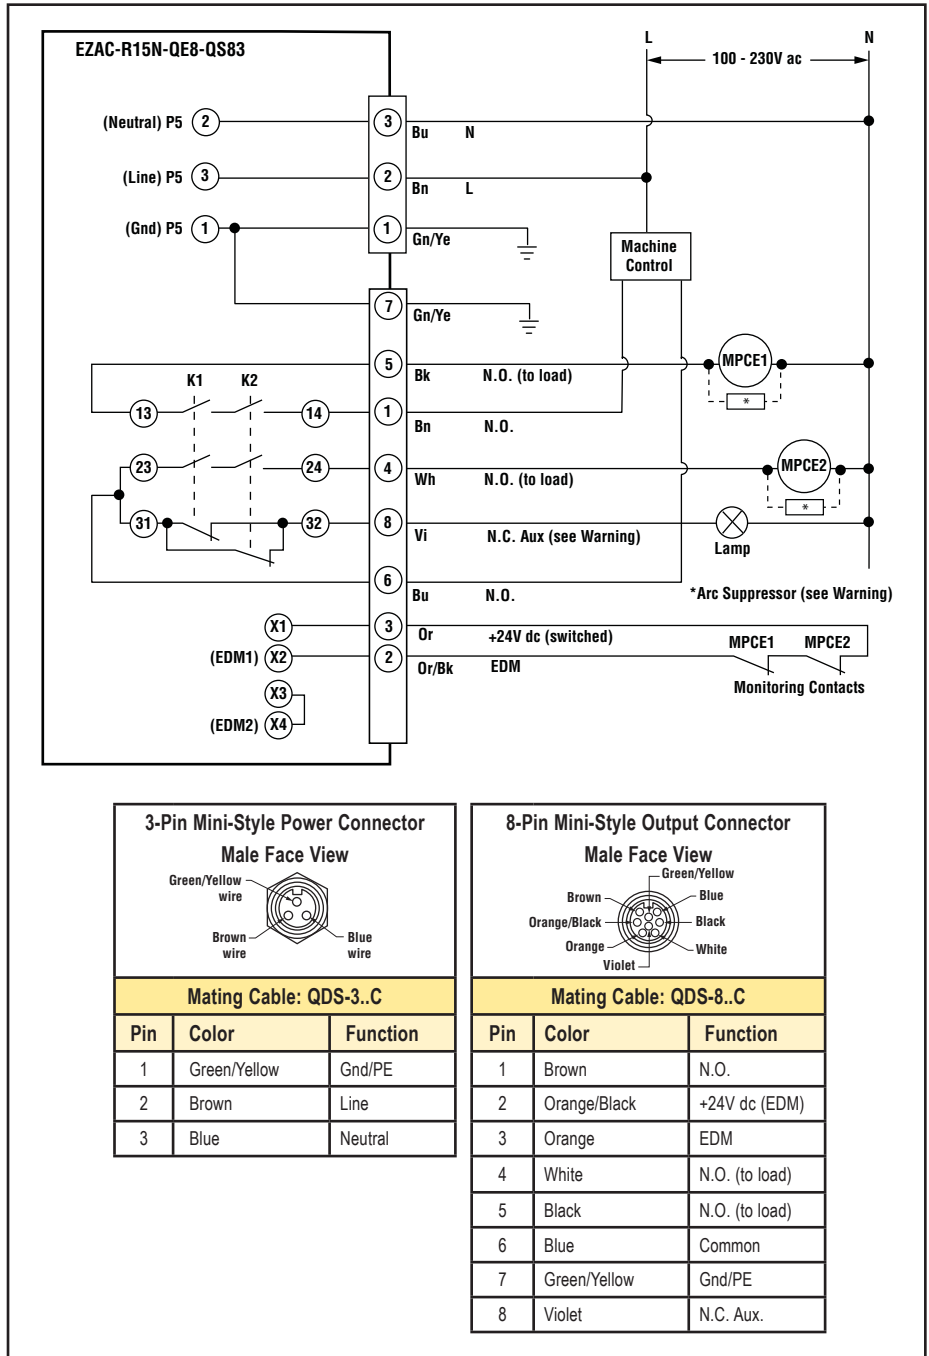 EZAC-R15N-QE8-QS83
L
N
100 - 230V ac
(Neutral) P5 2
3
Bu N
(Line) P5 3
2
Bn L
(Gnd) P5 1
1
Gn/Ye
Machine
Control
7
Gn/Ye
5
Bk N.O. (to load)
MPCE1
*
K1 K2
13
14
1
Bn N.O.
23
24
4
Wh N.O. (to load)
MPCE2
*
31
32
8
Vi N.C. Aux (see Warning)
Lamp
6
Bu N.O.
*Arc Suppressor (see Warning)
X1
3
Or +24V dc (switched)
MPCE1 MPCE2
(EDM1) X2
2
Or/Bk EDM
Monitoring Contacts
X3
(EDM2) X4
3-Pin Mini-Style Power Connector
Male Face View
Green/Yellow
wire
Brown
wire
Blue
wire
Mating Cable: QDS-3..C
Pin Color Function
1 Green/Yellow Gnd/PE
2 Brown Line
3 Blue Neutral
8-Pin Mini-Style Output Connector
Male Face View
Green/Yellow
Brown
Blue
Orange/Black
Black
Orange
White
Violet
Mating Cable: QDS-8..C
Pin Color Function
1 Brown N.O.
2 Orange/Black +24V dc (EDM)
3 Orange EDM
4 White N.O. (to load)
5 Black N.O. (to load)
6 Blue Common
7 Green/Yellow Gnd/PE
8 Violet N.C. Aux.